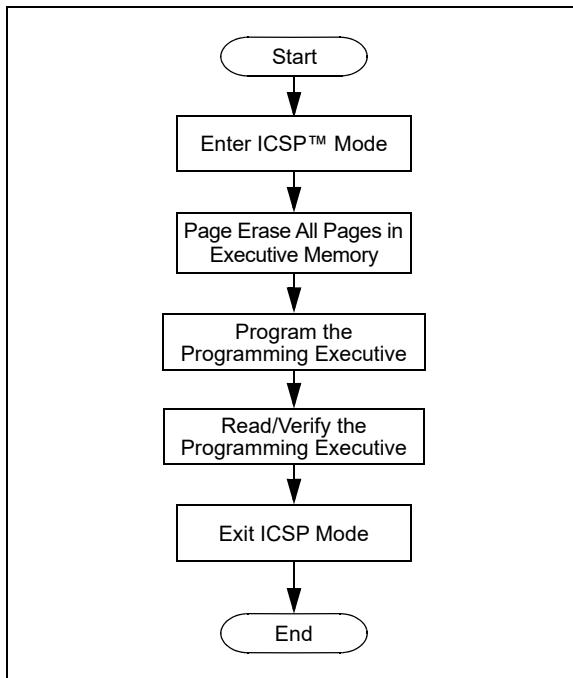 Start
Enter ICSP™ Mode
Page Erase All Pages in
Executive Memory
Program the
Programming Executive
Read/Verify the
Programming Executive
Exit ICSP Mode
End